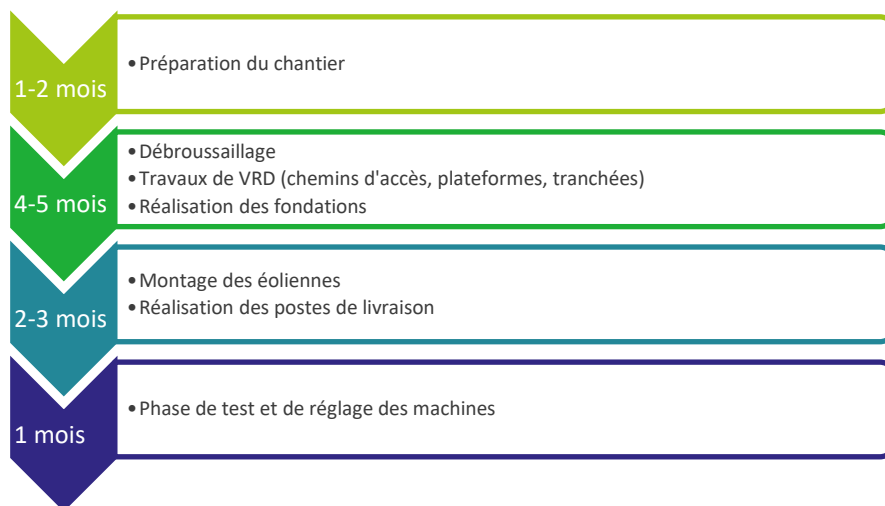 1-2 mois
•Préparation du chantier
4-5 mois
•Débroussaillage
•Travaux de VRD (chemins d'accès, plateformes, tranchées)
•Réalisation des fondations
2-3 mois
•Montage des éoliennes
•Réalisation des postes de livraison
1 mois
•Phase de test et de réglage des machines